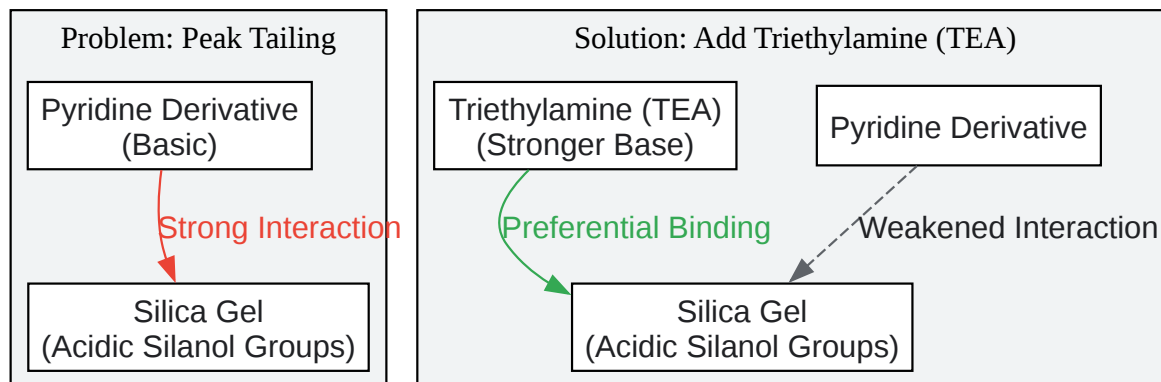 Problem: Peak Tailing
Pyridine Derivative
(Basic)
Strong Interaction
Silica Gel
(Acidic Silanol Groups)
Solution: Add Triethylamine (TEA)
Triethylamine (TEA)
(Stronger Base)
Pyridine Derivative
Preferential Binding
Weakened Interaction
Silica Gel
(Acidic Silanol Groups)